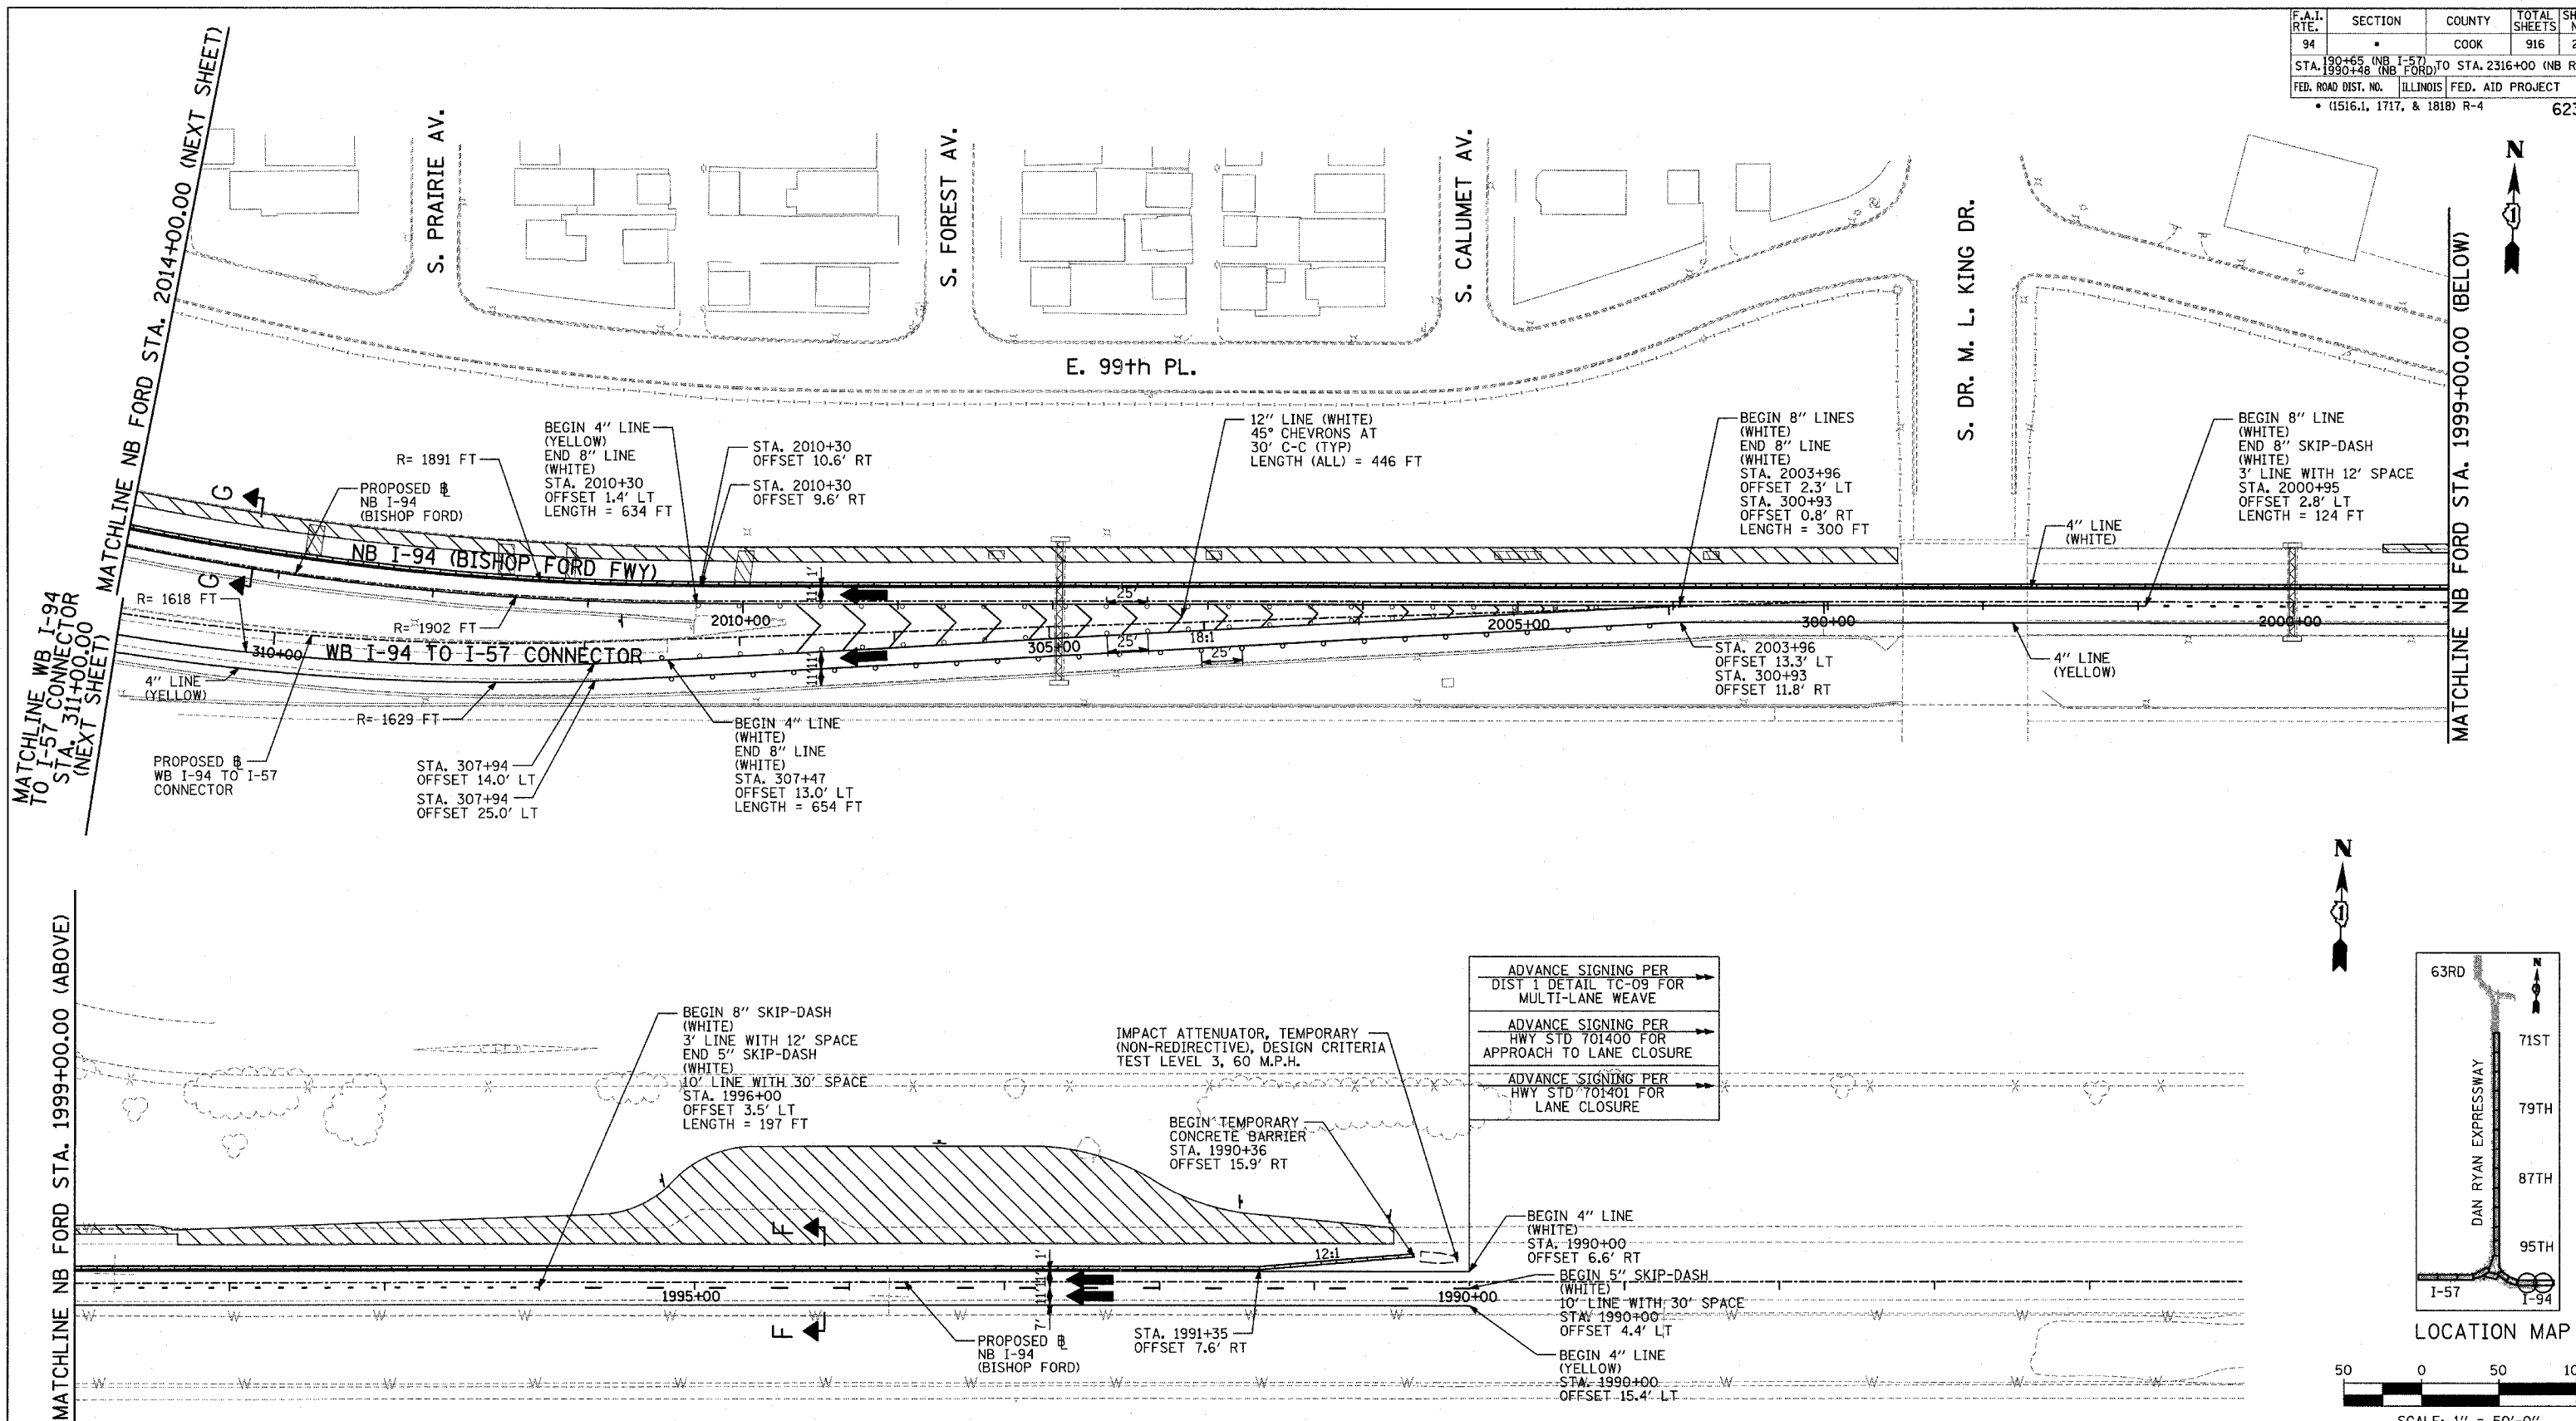 F.A.I. RTE. SECTION COUNTY TOTAL SHEETS
94 • COOK 916
STA. 190+65 (NB I-57) TO STA. 2316+00 (NB
1990+48 (NB FORD)
FED. ROAD DIST. NO. ILLINOIS FED. AID PROJECT
• (1516.1, 1717, & 1818) R-4
N
S. PRAIRIE AV.
S. FOREST AV.
S. CALUMET AV.
S. DR. M. L. KING DR.
E. 99th PL.
MATCHLINE NB FORD STA. 2014+00.00 (NEXT SHEET)
MATCHLINE NB FORD STA. 1999+00.00 (BELOW)
MATCHLINE WB I-94
TO I-57 CONNECTOR
STA. 311+00.00
(NEXT SHEET)
G
G
R= 1891 FT
PROPOSED ℄
NB I-94
(BISHOP FORD)
BEGIN 4" LINE
(YELLOW)
END 8" LINE
(WHITE)
STA. 2010+30
OFFSET 1.4' LT
LENGTH = 634 FT
STA. 2010+30
OFFSET 10.6' RT
STA. 2010+30
OFFSET 9.6' RT
12" LINE (WHITE)
45° CHEVRONS AT
30' C-C (TYP)
LENGTH (ALL) = 446 FT
BEGIN 8" LINES
(WHITE)
END 8" LINE
(WHITE)
STA. 2003+96
OFFSET 2.3' LT
STA. 300+93
OFFSET 0.8' RT
LENGTH = 300 FT
BEGIN 8" LINE
(WHITE)
END 8" SKIP-DASH
(WHITE)
3' LINE WITH 12' SPACE
STA. 2000+95
OFFSET 2.8' LT
LENGTH = 124 FT
4" LINE
(WHITE)
NB I-94 (BISHOP FORD FWY)
11' 1'
25'
R= 1618 FT
R= 1902 FT
2010+00
2005+00
300+00
2000+00
310+00
WB I-94 TO I-57 CONNECTOR
305+00
18:1
25'
25'
11' 11'
4" LINE
(YELLOW)
R= 1629 FT
STA. 2003+96
OFFSET 13.3' LT
STA. 300+93
OFFSET 11.8' RT
4" LINE
(YELLOW)
PROPOSED ℄
WB I-94 TO I-57
CONNECTOR
STA. 307+94
OFFSET 14.0' LT
STA. 307+94
OFFSET 25.0' LT
BEGIN 4" LINE
(WHITE)
END 8" LINE
(WHITE)
STA. 307+47
OFFSET 13.0' LT
LENGTH = 654 FT
MATCHLINE NB FORD STA. 1999+00.00 (ABOVE)
BEGIN 8" SKIP-DASH
(WHITE)
3' LINE WITH 12' SPACE
END 5" SKIP-DASH
(WHITE)
10' LINE WITH 30' SPACE
STA. 1996+00
OFFSET 3.5' LT
LENGTH = 197 FT
IMPACT ATTENUATOR, TEMPORARY
(NON-REDIRECTIVE), DESIGN CRITERIA
TEST LEVEL 3, 60 M.P.H.
BEGIN TEMPORARY
CONCRETE BARRIER
STA. 1990+36
OFFSET 15.9' RT
ADVANCE SIGNING PER
DIST 1 DETAIL TC-09 FOR
MULTI-LANE WEAVE
ADVANCE SIGNING PER
HWY STD 701400 FOR
APPROACH TO LANE CLOSURE
ADVANCE SIGNING PER
HWY STD 701401 FOR
LANE CLOSURE
F
F
12:1
11' 11' 1'
7'
1995+00
1990+00
PROPOSED ℄
NB I-94
(BISHOP FORD)
STA. 1991+35
OFFSET 7.6' RT
BEGIN 4" LINE
(WHITE)
STA. 1990+00
OFFSET 6.6' RT
BEGIN 5" SKIP-DASH
(WHITE)
10' LINE WITH 30' SPACE
STA. 1990+00
OFFSET 4.4' LT
BEGIN 4" LINE
(YELLOW)
STA. 1990+00
OFFSET 15.4' LT
N
63RD
N
71ST
79TH
87TH
95TH
DAN RYAN EXPRESSWAY
I-57
I-94
LOCATION MAP
50 0 50
SCALE: 1" = 50'-0"